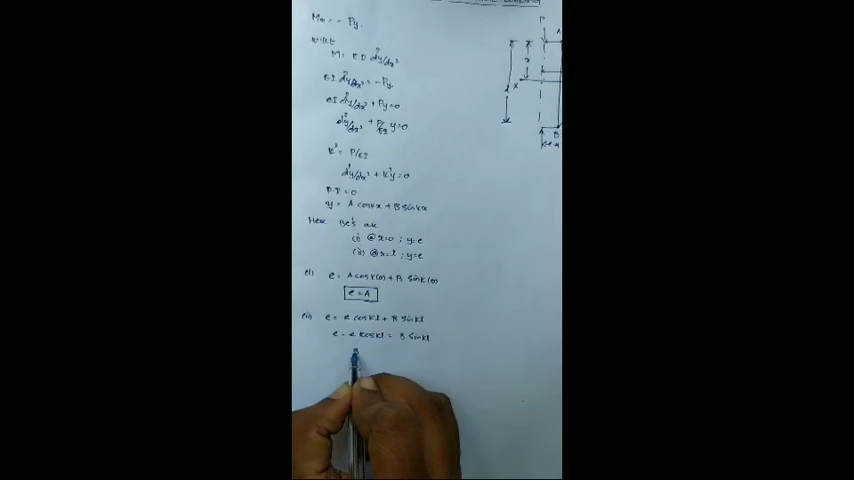 Mx = - Py.
W.K.T
M = EI d²y/dx²
EI d²y/dx² = -Py
EI d²y/dx² + Py = 0
d²y/dx² + P/EI y = 0
K² = P/EI
d²y/dx² + K²y = 0
P.I = 0
y = A cos Kx + B sin Kx
Here Bc's are
(i) @ x=0 ; y=e
(ii) @ x=l ; y=e
(i) e = A cos K(0) + B sin K(0)
e = A
(ii) e = e cos Kl + B sin Kl
e - e cos Kl = B sin Kl
P
A
x
X
l
B